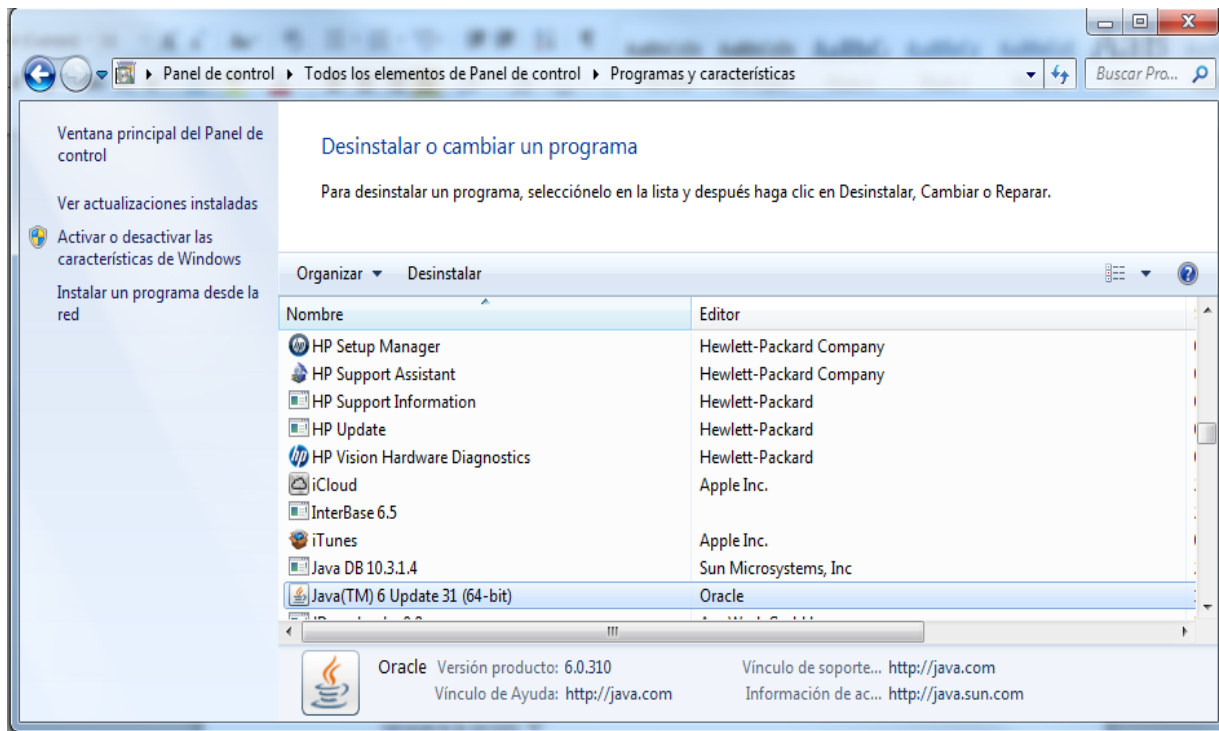 Panel de control ▸ Todos los elementos de Panel de control ▸ Programas y características
Buscar Pro...
Ventana principal del Panel de
control
Ver actualizaciones instaladas
Activar o desactivar las
características de Windows
Instalar un programa desde la
red
Desinstalar o cambiar un programa
Para desinstalar un programa, selecciónelo en la lista y después haga clic en Desinstalar, Cambiar o Reparar.
Organizar Desinstalar
Nombre Editor
HP Setup Manager Hewlett-Packard Company
HP Support Assistant Hewlett-Packard Company
HP Support Information Hewlett-Packard
HP Update Hewlett-Packard
HP Vision Hardware Diagnostics Hewlett-Packard
iCloud Apple Inc.
InterBase 6.5
iTunes Apple Inc.
Java DB 10.3.1.4 Sun Microsystems, Inc
Java(TM) 6 Update 31 (64-bit) Oracle
Oracle Versión producto: 6.0.310 Vínculo de soporte... http://java.com
Vínculo de Ayuda: http://java.com Información de ac... http://java.sun.com